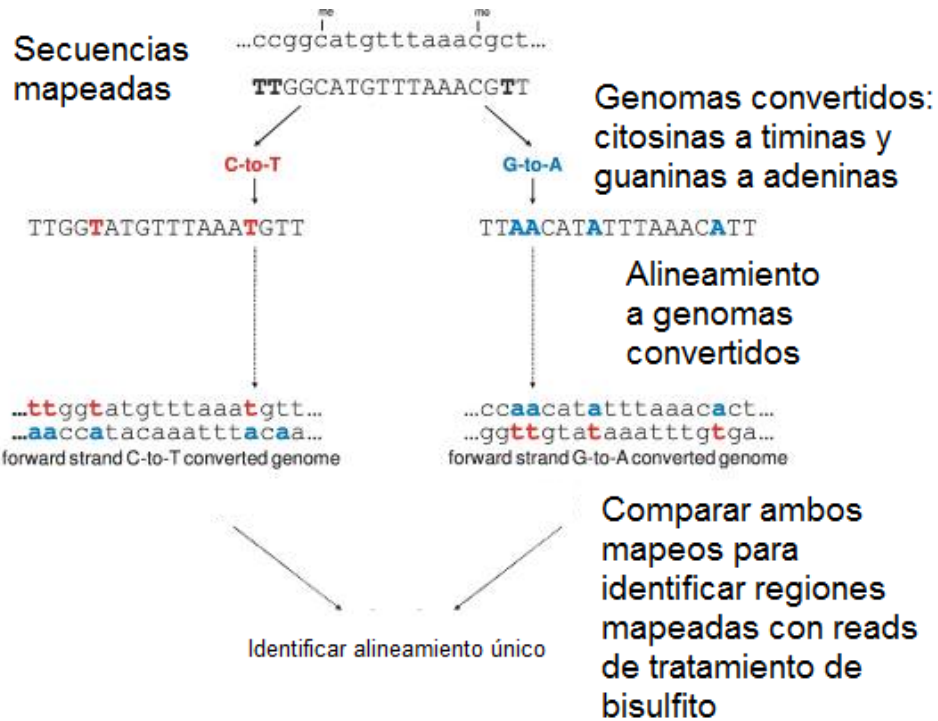 me me
...ccggcatgtttaaacgct...
Secuencias
mapeadas
TTGGCATGTTTAAACGTT
Genomas convertidos:
citosinas a timinas y
guaninas a adeninas
C-to-T
G-to-A
TTGGTATGTTTAAATGTT
TTAACATATTTAAACATT
Alineamiento
a genomas
convertidos
...ttggtatgtttaaatgtt...
...aaccatacaaatttacaa...
forward strand C-to-T converted genome
...ccaacatatttaaacact...
...ggttgtataaatttgtga...
forward strand G-to-A converted genome
Comparar ambos
mapeos para
identificar regiones
mapeadas con reads
de tratamiento de
bisulfito
Identificar alineamiento único